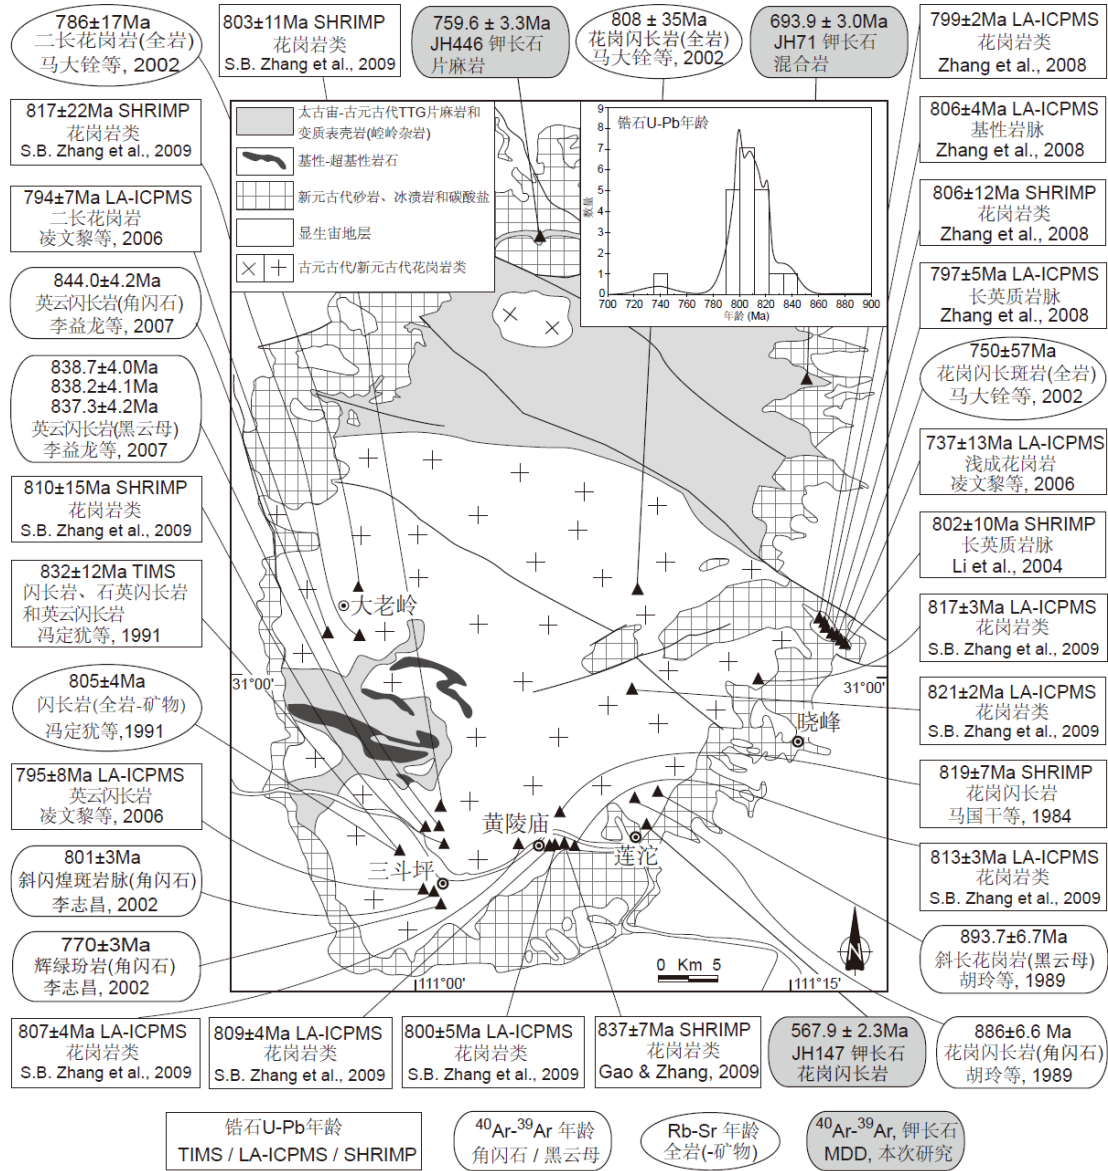 786±17Ma
二长花岗岩(全岩)
马大铨等, 2002
803±11Ma SHRIMP
花岗岩类
S.B. Zhang et al., 2009
759.6 ± 3.3Ma
JH446 钾长石
片麻岩
808 ± 35Ma
花岗闪长岩(全岩)
马大铨等, 2002
693.9 ± 3.0Ma
JH71 钾长石
混合岩
799±2Ma LA-ICPMS
花岗岩类
Zhang et al., 2008
817±22Ma SHRIMP
花岗岩类
S.B. Zhang et al., 2009
794±7Ma LA-ICPMS
二长花岗岩
凌文黎等, 2006
844.0±4.2Ma
英云闪长岩(角闪石)
李益龙等, 2007
838.7±4.0Ma
838.2±4.1Ma
837.3±4.2Ma
英云闪长岩(黑云母)
李益龙等, 2007
810±15Ma SHRIMP
花岗岩类
S.B. Zhang et al., 2009
832±12Ma TIMS
闪长岩、石英闪长岩
和英云闪长岩
冯定犹等, 1991
805±4Ma
闪长岩(全岩-矿物)
冯定犹等,1991
795±8Ma LA-ICPMS
英云闪长岩
凌文黎等, 2006
801±3Ma
斜闪煌斑岩脉(角闪石)
李志昌, 2002
770±3Ma
辉绿玢岩(角闪石)
李志昌, 2002
太古宙-古元古代TTG片麻岩和
变质表壳岩(崆岭杂岩)
基性-超基性岩石
新元古代砂岩、冰渍岩和碳酸盐
显生宙地层
古元古代/新元古代花岗岩类
锆石U-Pb年龄
数量
9
8
7
6
5
4
3
2
1
0
700 720 740 760 780 800 820 840 860 880 900
年龄 (Ma)
大老岭
31°00′
31°00′
晓峰
黄陵庙
莲沱
三斗坪
0 Km 5
111°00′
111°15′
806±4Ma LA-ICPMS
基性岩脉
Zhang et al., 2008
806±12Ma SHRIMP
花岗岩类
Zhang et al., 2008
797±5Ma LA-ICPMS
长英质岩脉
Zhang et al., 2008
750±57Ma
花岗闪长斑岩(全岩)
马大铨等, 2002
737±13Ma LA-ICPMS
浅成花岗岩
凌文黎等, 2006
802±10Ma SHRIMP
长英质岩脉
Li et al., 2004
817±3Ma LA-ICPMS
花岗岩类
S.B. Zhang et al., 2009
821±2Ma LA-ICPMS
花岗岩类
S.B. Zhang et al., 2009
819±7Ma SHRIMP
花岗闪长岩
马国干等, 1984
813±3Ma LA-ICPMS
花岗岩类
S.B. Zhang et al., 2009
893.7±6.7Ma
斜长花岗岩(黑云母)
胡玲等, 1989
807±4Ma LA-ICPMS
花岗岩类
S.B. Zhang et al., 2009
809±4Ma LA-ICPMS
花岗岩类
S.B. Zhang et al., 2009
800±5Ma LA-ICPMS
花岗岩类
S.B. Zhang et al., 2009
837±7Ma SHRIMP
花岗岩类
Gao & Zhang, 2009
567.9 ± 2.3Ma
JH147 钾长石
花岗闪长岩
886±6.6 Ma
花岗闪长岩(角闪石)
胡玲等, 1989
锆石U-Pb年龄
TIMS / LA-ICPMS / SHRIMP
⁴⁰Ar-³⁹Ar 年龄
角闪石 / 黑云母
Rb-Sr 年龄
全岩(-矿物)
⁴⁰Ar-³⁹Ar, 钾长石
MDD, 本次研究